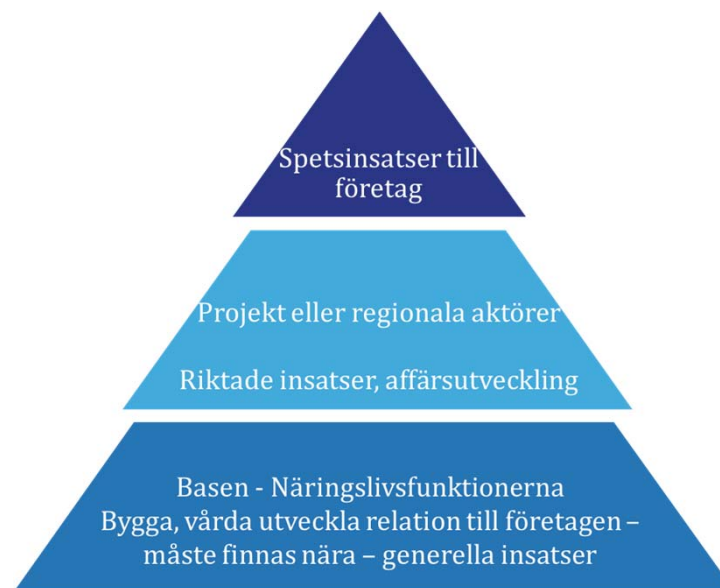 Spetsinsatser till
företag
Projekt eller regionala aktörer
Riktade insatser, affärsutveckling
Basen - Näringslivsfunktionerna
Bygga, vårda utveckla relation till företagen –
måste finnas nära – generella insatser